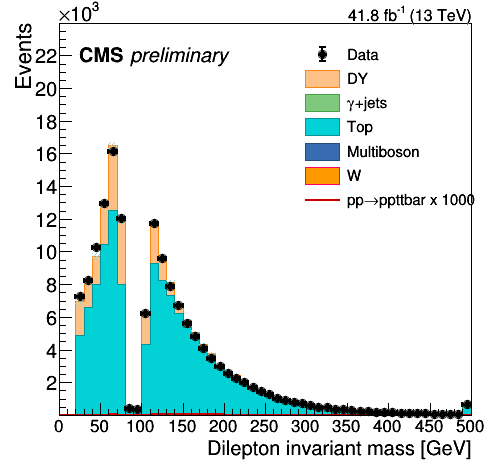 ×10³
41.8 fb⁻¹ (13 TeV)
Events
CMS preliminary
Data
DY
γ+jets
Top
Multiboson
W
pp→ppttbar x 1000
22
20
18
16
14
12
10
8
6
4
2
0 50 100 150 200 250 300 350 400 450 500
Dilepton invariant mass [GeV]